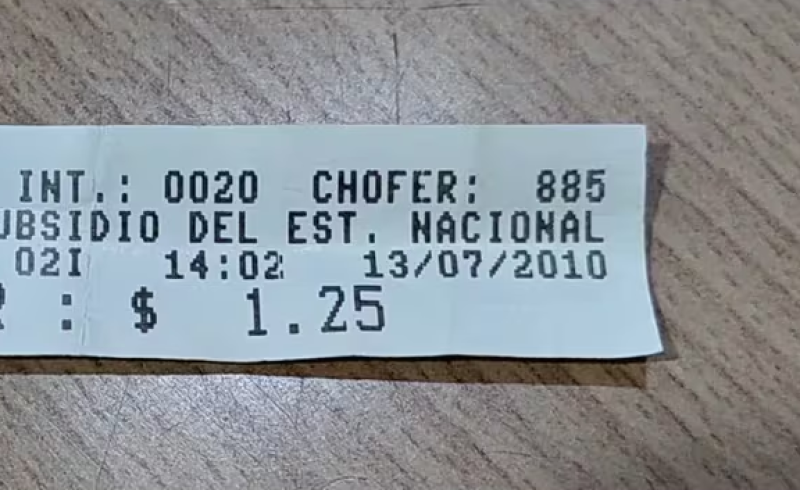 INT.: 0020 CHOFER: 885
UBSIDIO DEL EST. NACIONAL
02I 14:02 13/07/2010
: $ 1.25